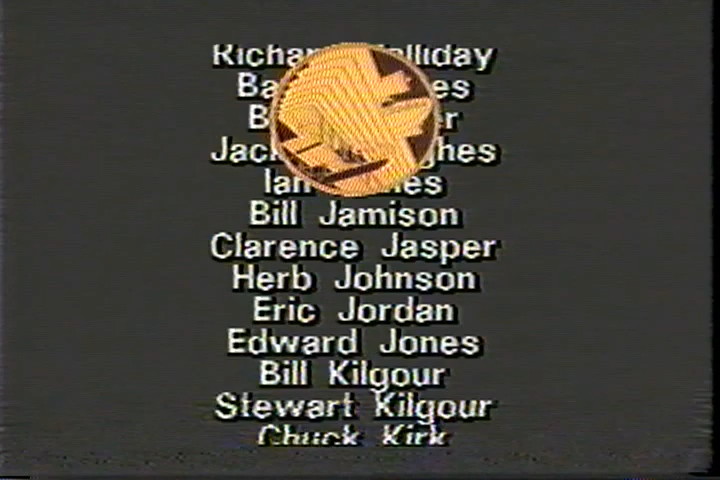 Richard Halliday
Bill Jamison
Clarence Jasper
Herb Johnson
Eric Jordan
Edward Jones
Bill Kilgour
Stewart Kilgour
Chuck Kirk